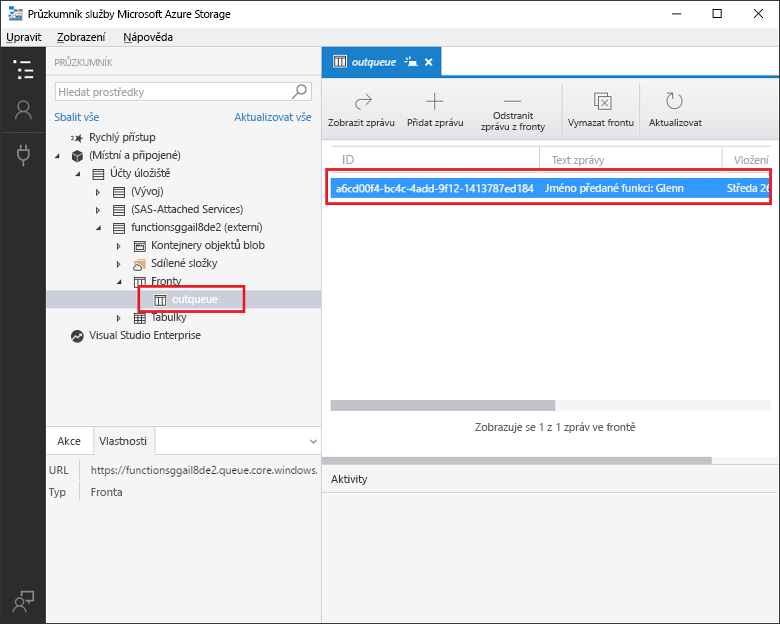 Průzkumník služby Microsoft Azure Storage
Upravit Zobrazení Nápověda
PRŮZKUMNÍK
Hledat prostředky
Sbalit vše Aktualizovat vše
Rychlý přístup
(Místní a připojené)
Účty úložiště
(Vývoj)
(SAS-Attached Services)
functionsggail8de2 (externí)
Kontejnery objektů blob
Sdílené složky
Fronty
outqueue
Tabulky
Visual Studio Enterprise
Akce Vlastnosti
URL https://functionsggail8de2.queue.core.windows.
Typ Fronta
outqueue
Zobrazit zprávu
Přidat zprávu
Odstranit
zprávu z fronty
Vymazat frontu
Aktualizovat
ID Text zprávy Vložení
a6cd00f4-bc4c-4add-9f12-1413787ed184 Jméno předané funkci: Glenn Středa 26
Zobrazuje se 1 z 1 zpráv ve frontě
Aktivity